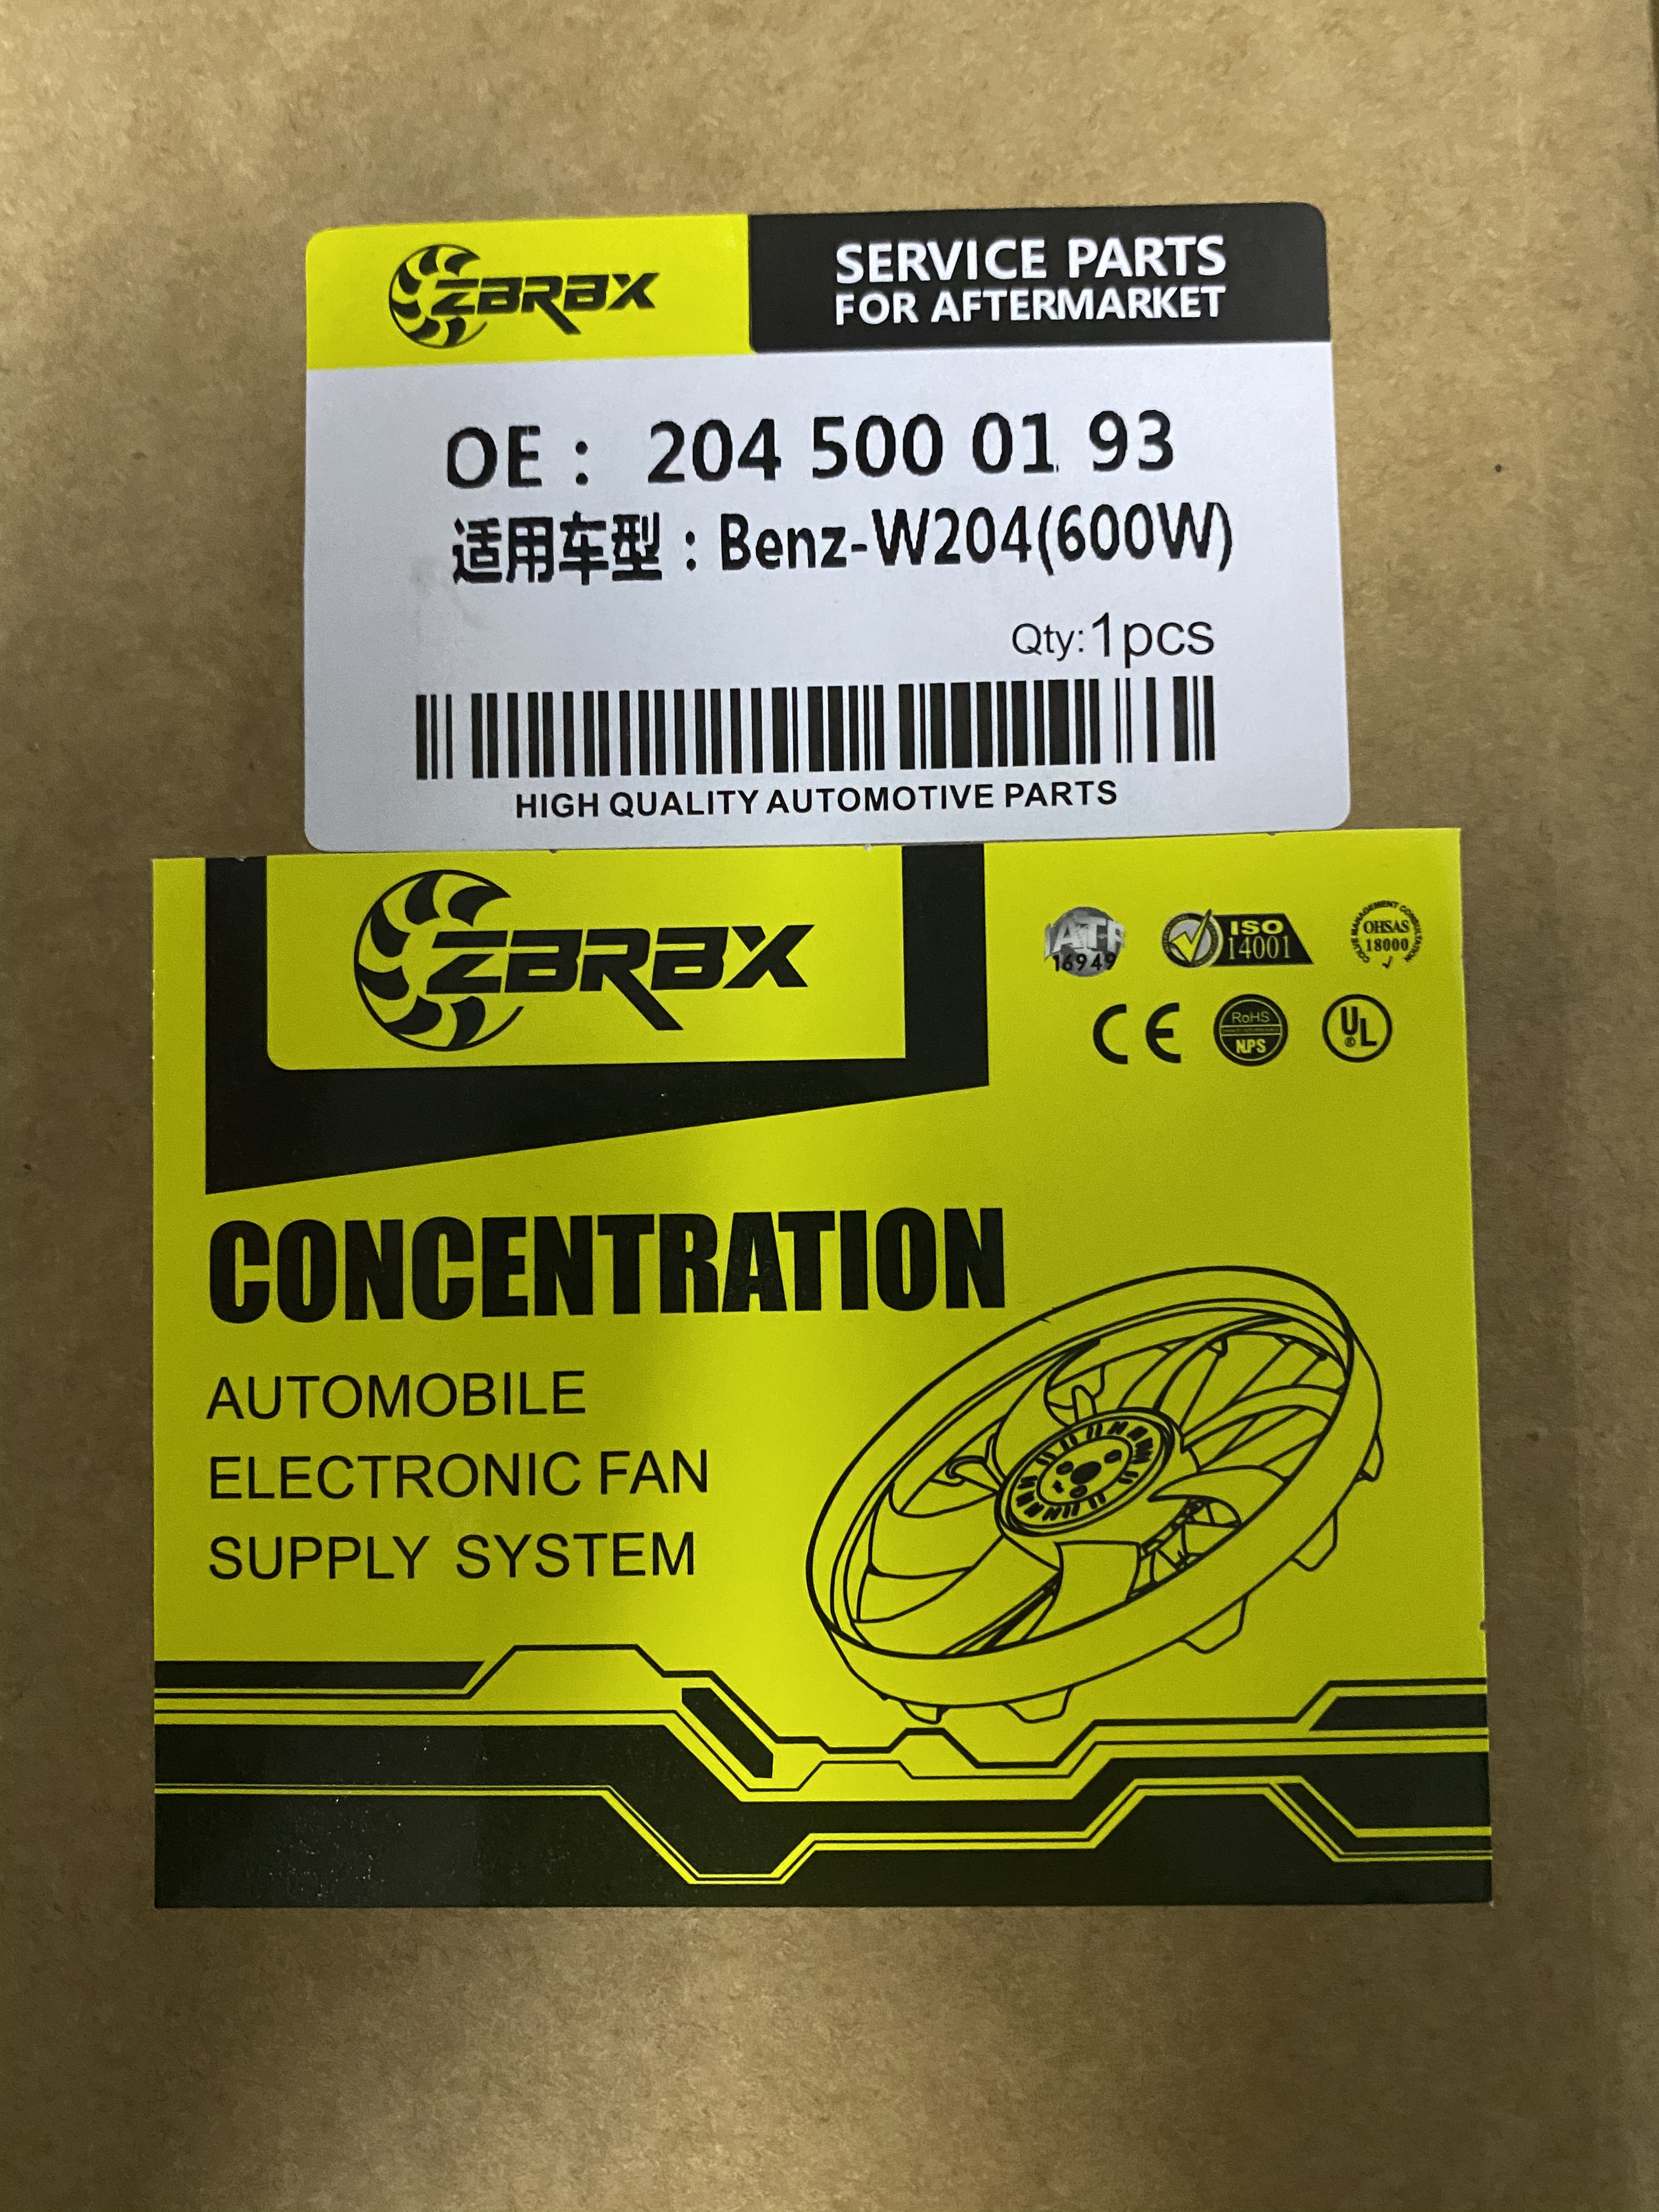 ZBRBX
SERVICE PARTS
FOR AFTERMARKET
OE： 204 500 01 93
适用车型：Benz-W204(600W)
Qty:1pcs
HIGH QUALITY AUTOMOTIVE PARTS
ZBRBX
IATF
16949
ISO
14001
OHSAS
18000
CE
RoHS
NPS
UL
CONCENTRATION
AUTOMOBILE
ELECTRONIC FAN
SUPPLY SYSTEM